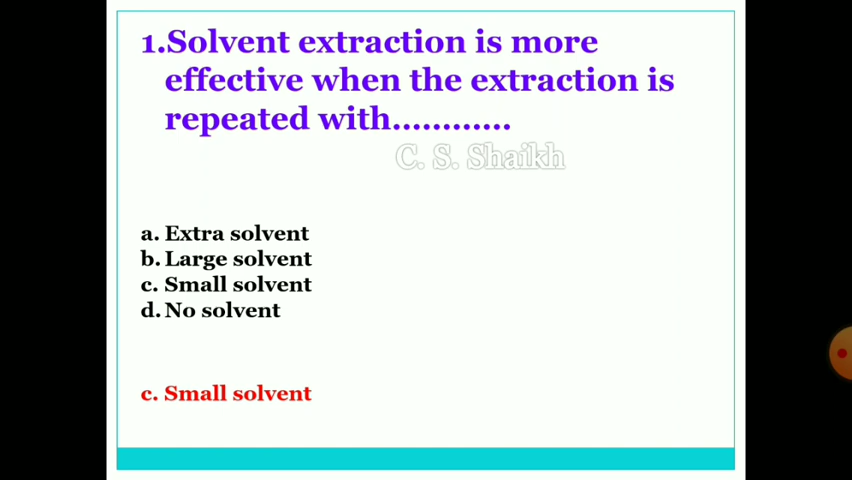 1.Solvent extraction is more
effective when the extraction is
repeated with............
C. S. Shaikh
a. Extra solvent
b. Large solvent
c. Small solvent
d. No solvent
c. Small solvent